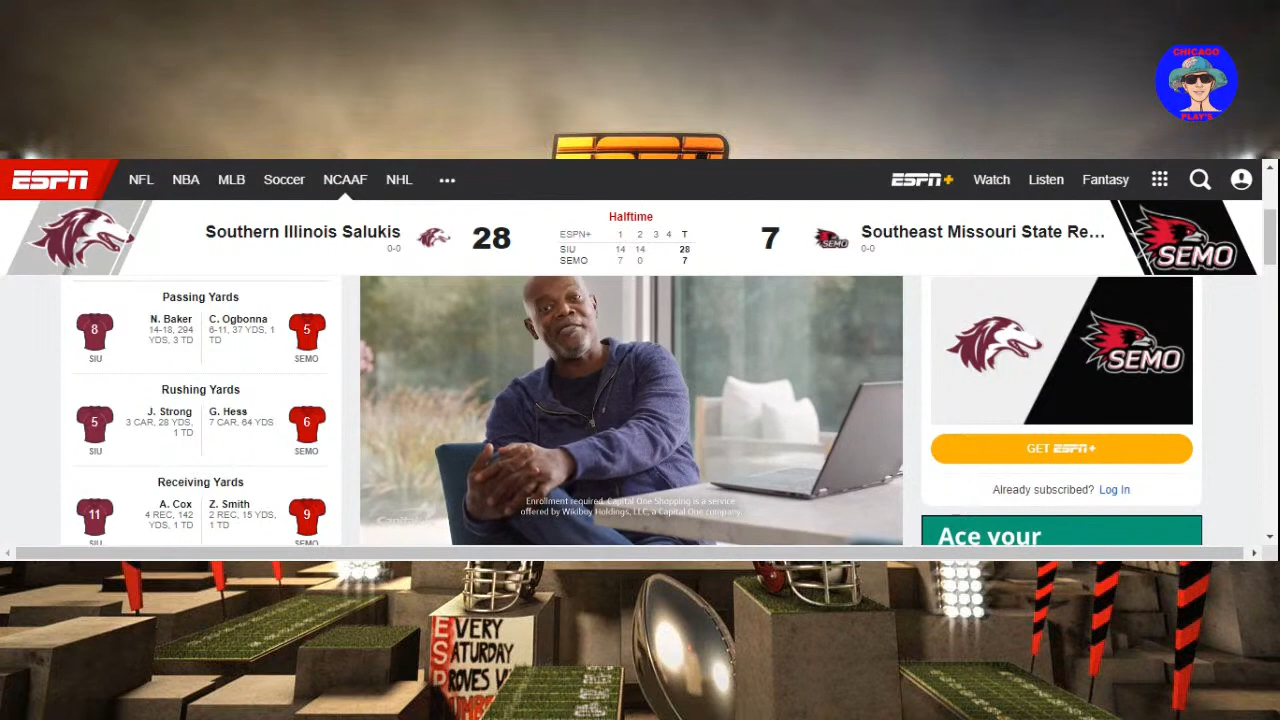 CHICAGO
PLAY'S
ESPN NFL NBA MLB Soccer NCAAF NHL ••• ESPN+ Watch Listen Fantasy
Southern Illinois Salukis
0-0
28
Halftime
ESPN+ 1 2 3 4 T
SIU 14 14 28
SEMO 7 0 7
7
Southeast Missouri State Re...
0-0
SEMO
Passing Yards
8
SIU
N. Baker
14-18, 294
YDS, 3 TD
C. Ogbonna
6-11, 37 YDS, 1
TD
5
SEMO
Rushing Yards
5
SIU
J. Strong
3 CAR, 28 YDS,
1 TD
G. Hess
7 CAR, 64 YDS
6
SEMO
Receiving Yards
11
SIU
A. Cox
4 REC, 142
YDS, 1 TD
Z. Smith
2 REC, 15 YDS,
1 TD
9
SEMO
Enrollment required. Capital One Shopping is a service
offered by Wikibuy Holdings, LLC, a Capital One company.
SEMO
GET ESPN+
Already subscribed? Log In
Ace your
EVERY
SATURDAY
PROVES